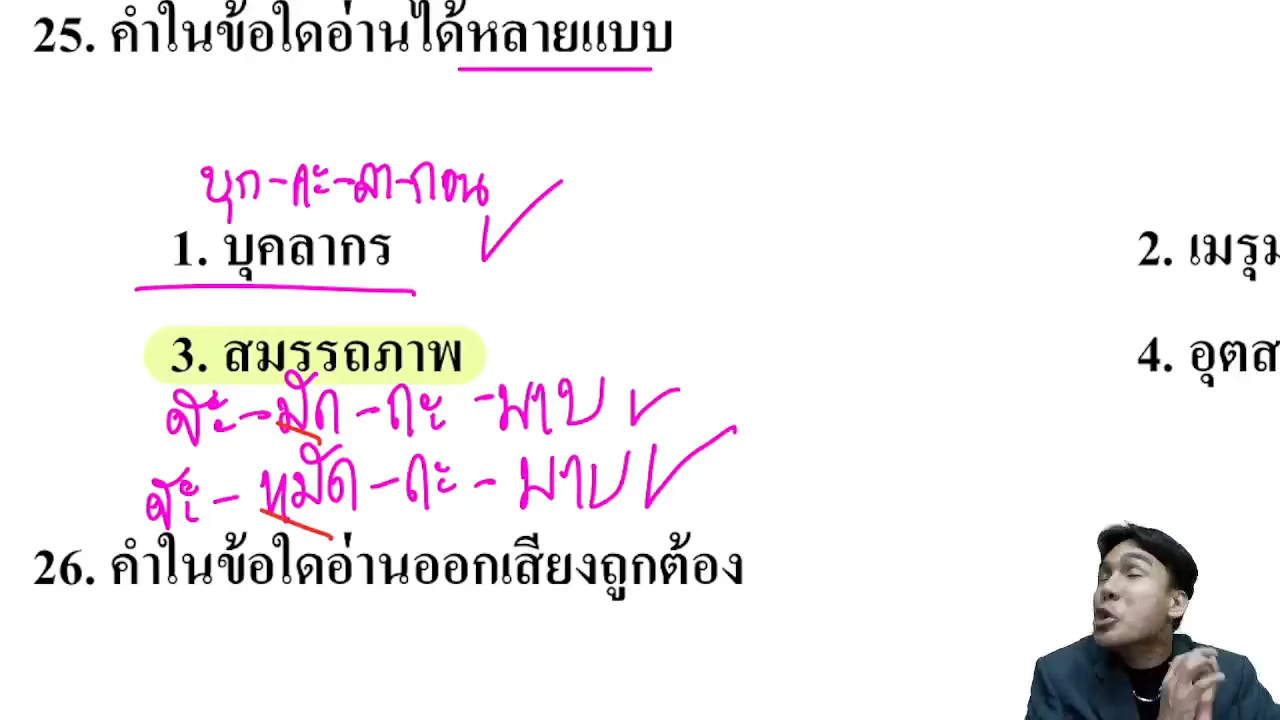 25. คำในข้อใดอ่านได้หลายแบบ
บุก-คะ-ลา-กอน
1. บุคลากร
2. เมรุม
3. สมรรถภาพ
4. อุตส
สะ-มัด-ถะ-พาบ
สะ-หมัด-ถะ-พาบ
26. คำในข้อใดอ่านออกเสียงถูกต้อง